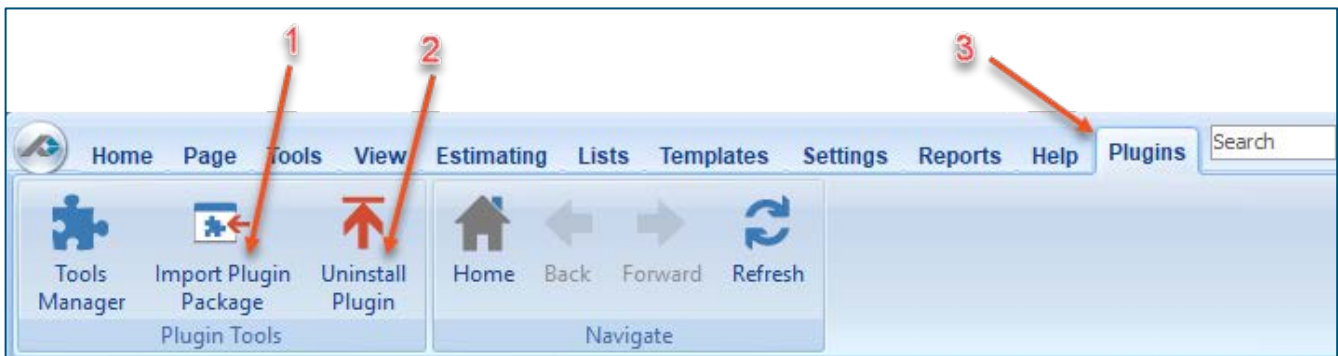 1 2 3
Home Page Tools View Estimating Lists Templates Settings Reports Help Plugins Search
Tools Import Plugin Uninstall Home Back Forward Refresh
Manager Package Plugin
Plugin Tools Navigate